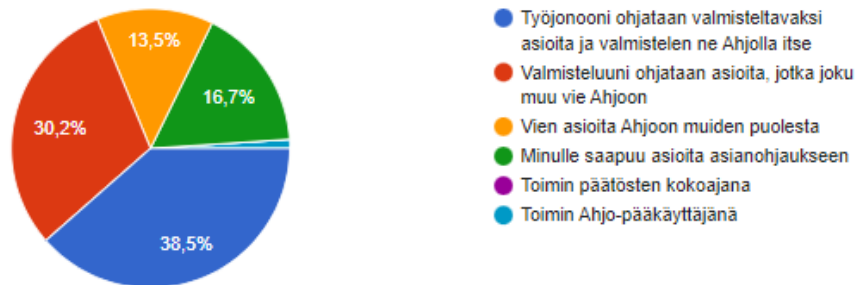 13,5%
16,7%
30,2%
38,5%
Työjonooni ohjataan valmisteltavaksi
asioita ja valmistelen ne Ahjolla itse
Valmisteluuni ohjataan asioita, jotka joku
muu vie Ahjoon
Vien asioita Ahjoon muiden puolesta
Minulle saapuu asioita asianohjaukseen
Toimin päätösten kokoajana
Toimin Ahjo-pääkäyttäjänä